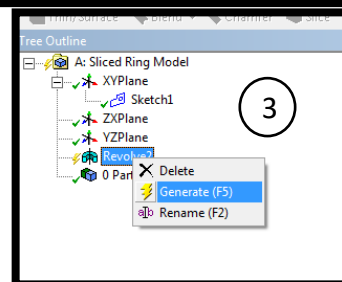 Thin/Surface Blend Chamfer Slice
Tree Outline
A: Sliced Ring Model
XYPlane
Sketch1
ZXPlane
YZPlane
Revolve2
0 Part
Delete
Generate (F5)
Rename (F2)
3